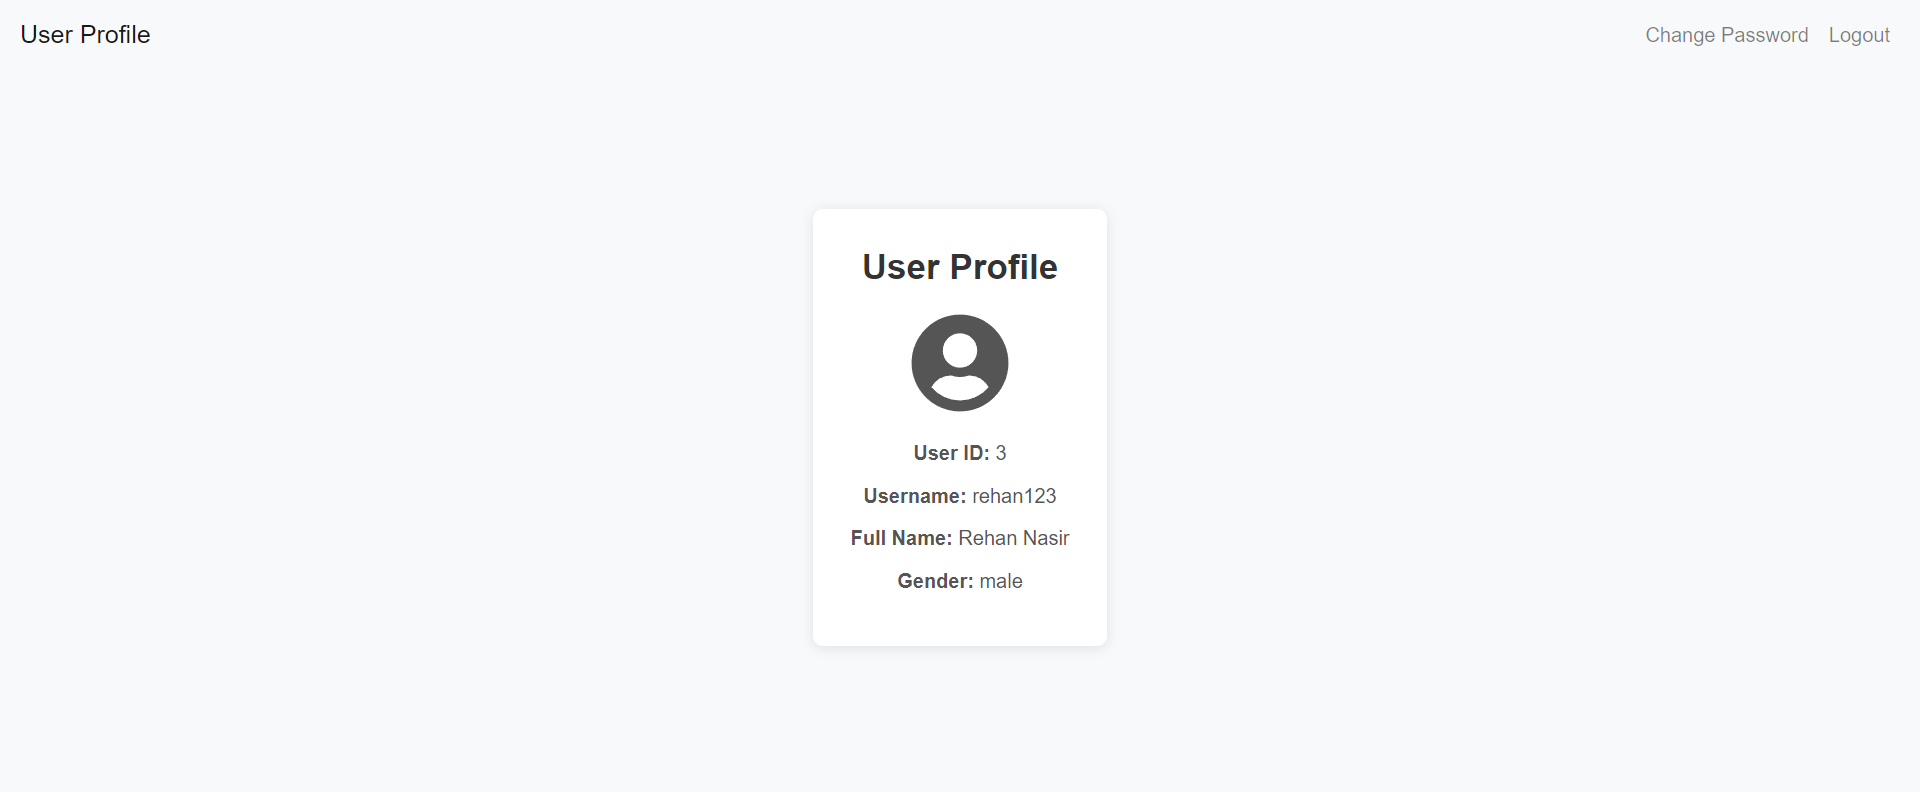 User Profile
Change Password Logout
User Profile
User ID: 3
Username: rehan123
Full Name: Rehan Nasir
Gender: male